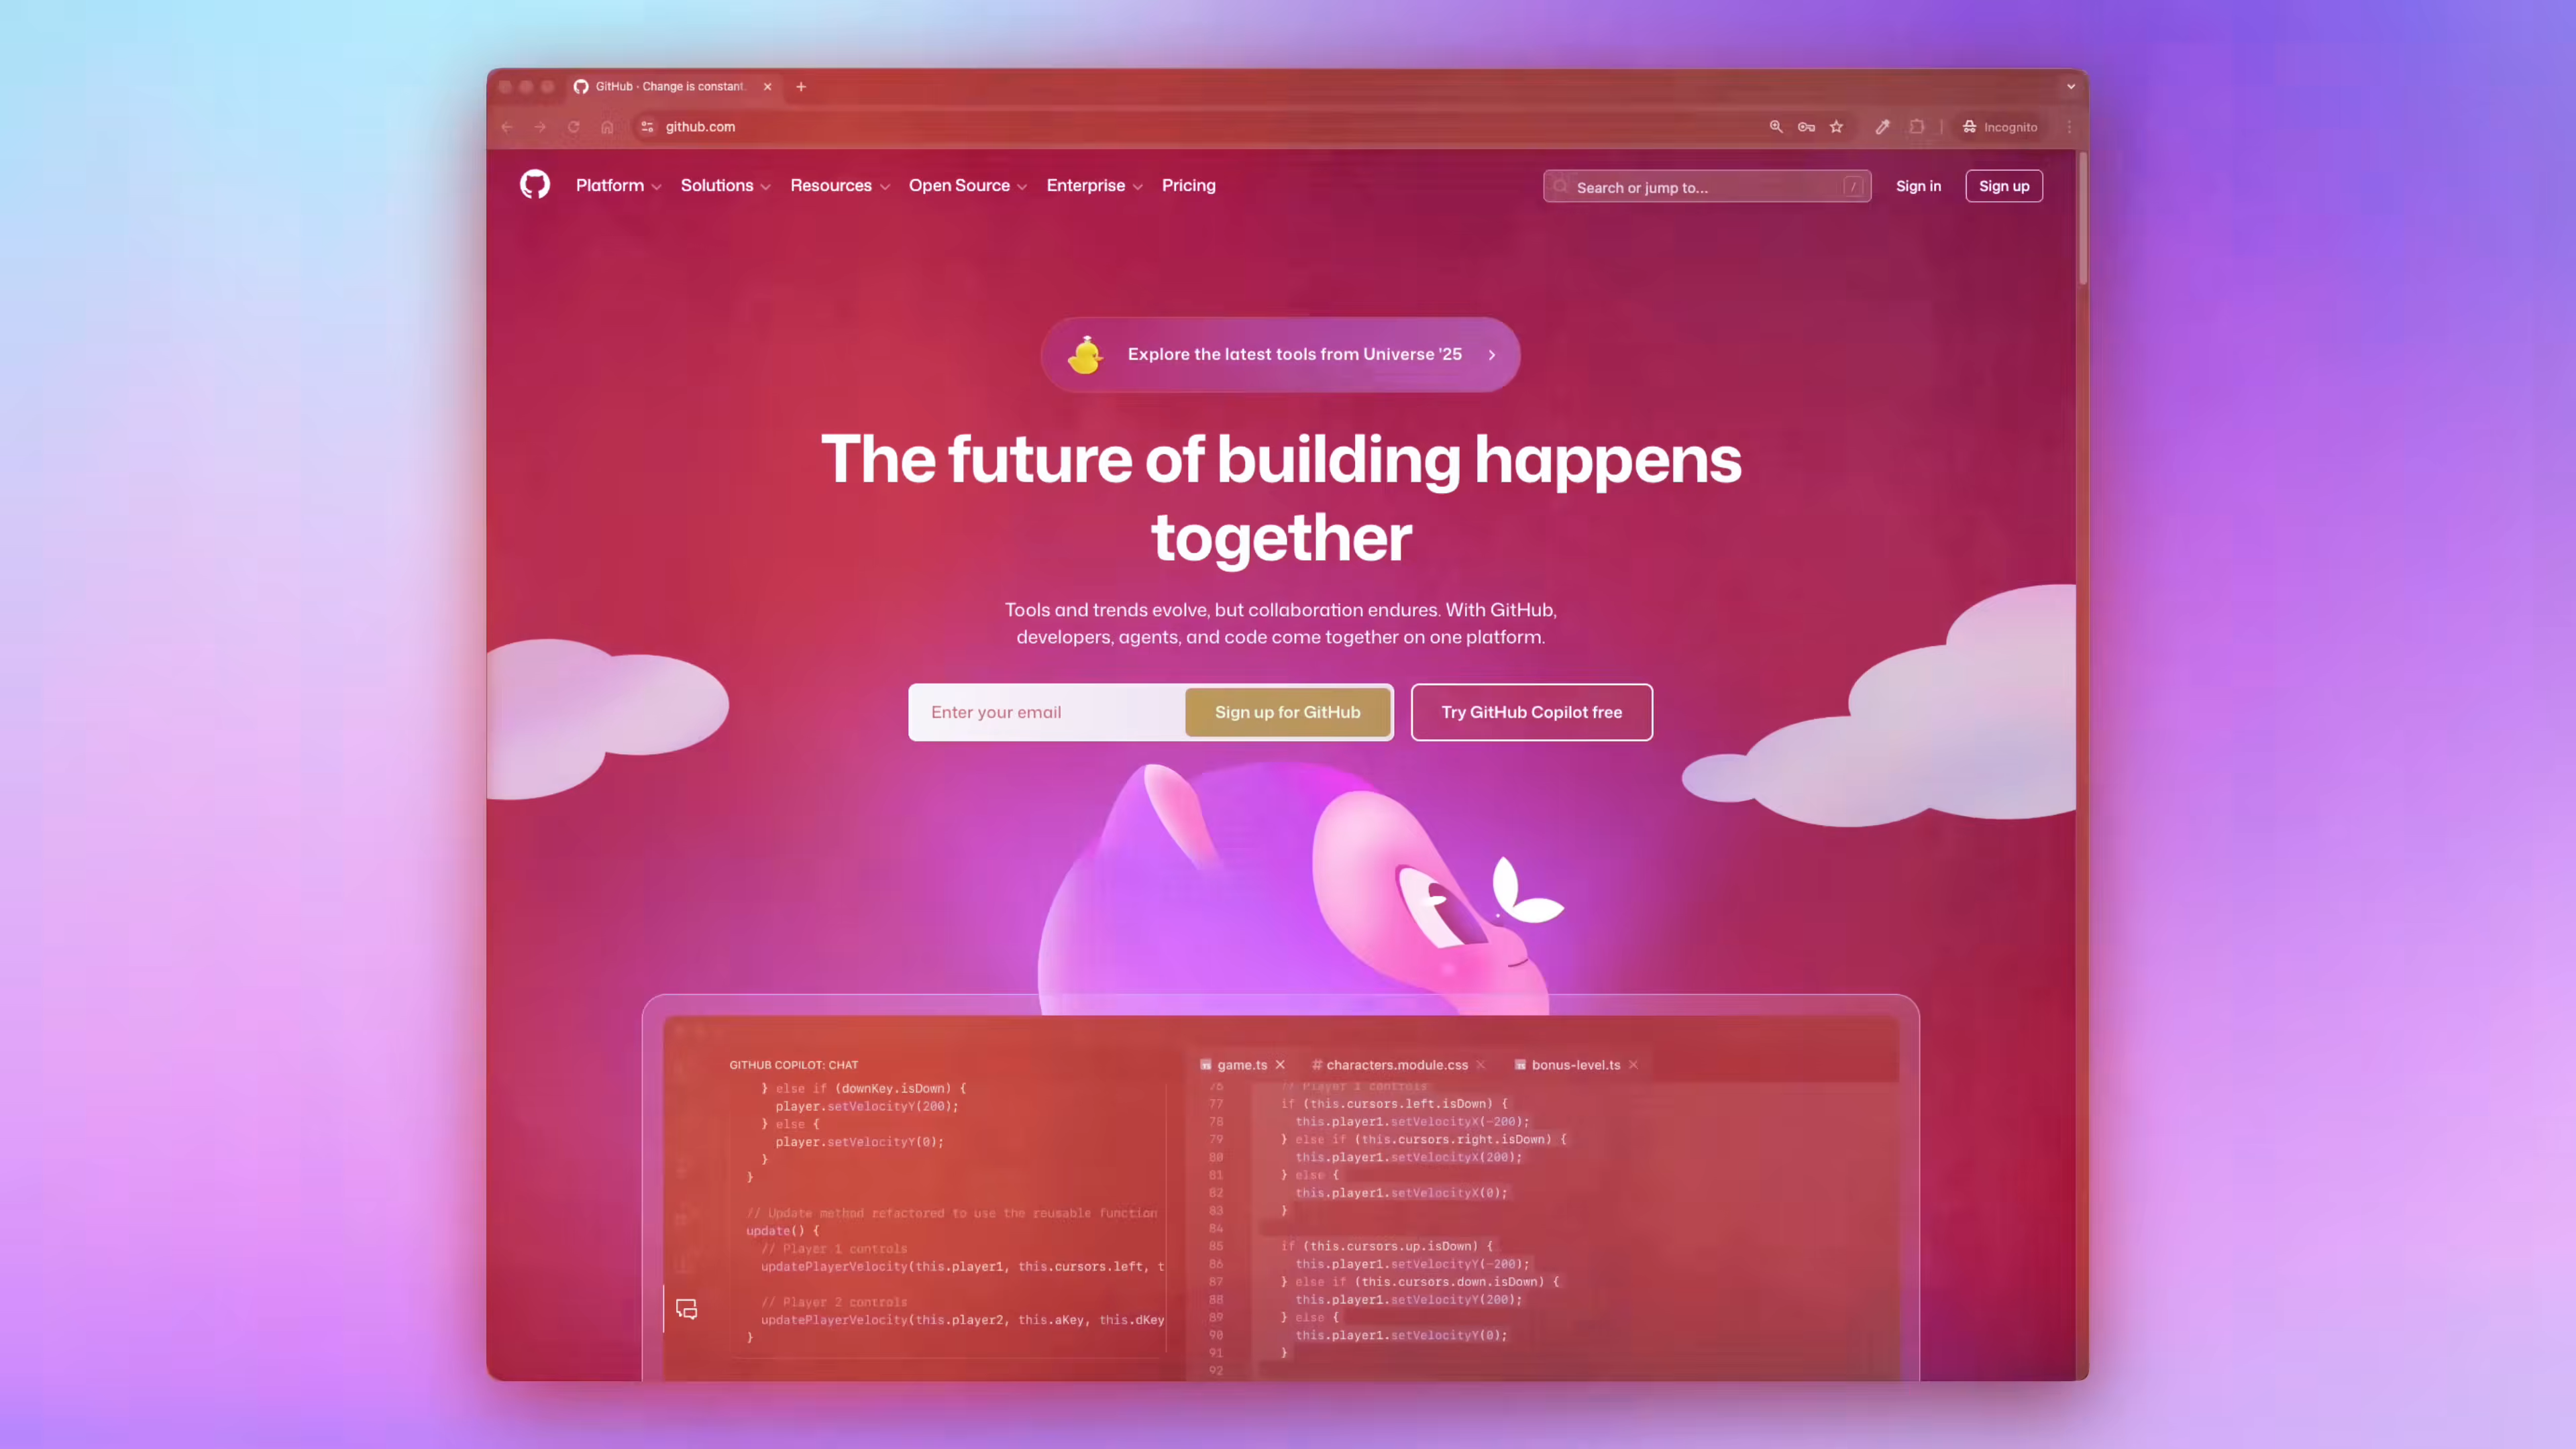 GitHub · Change is constant.
github.com
Incognito
Platform Solutions Resources Open Source Enterprise Pricing
Search or jump to... /
Sign in
Sign up
Explore the latest tools from Universe '25
The future of building happens
together
Tools and trends evolve, but collaboration endures. With GitHub,
developers, agents, and code come together on one platform.
Enter your email
Sign up for GitHub
Try GitHub Copilot free
GITHUB COPILOT: CHAT
} else if (downKey.isDown) {
player.setVelocityY(200);
} else {
player.setVelocityY(0);
}
}
// Update method refactored to use the reusable function
update() {
// Player 1 controls
updatePlayerVelocity(this.player1, this.cursors.left, t
// Player 2 controls
updatePlayerVelocity(this.player2, this.aKey, this.dKey
}
game.ts
# characters.module.css
bonus-level.ts
76 // Player 1 controls
77 if (this.cursors.left.isDown) {
78 this.player1.setVelocityX(-200);
79 } else if (this.cursors.right.isDown) {
80 this.player1.setVelocityX(200);
81 } else {
82 this.player1.setVelocityX(0);
83 }
84
85 if (this.cursors.up.isDown) {
86 this.player1.setVelocityY(-200);
87 } else if (this.cursors.down.isDown) {
88 this.player1.setVelocityY(200);
89 } else {
90 this.player1.setVelocityY(0);
91 }
92